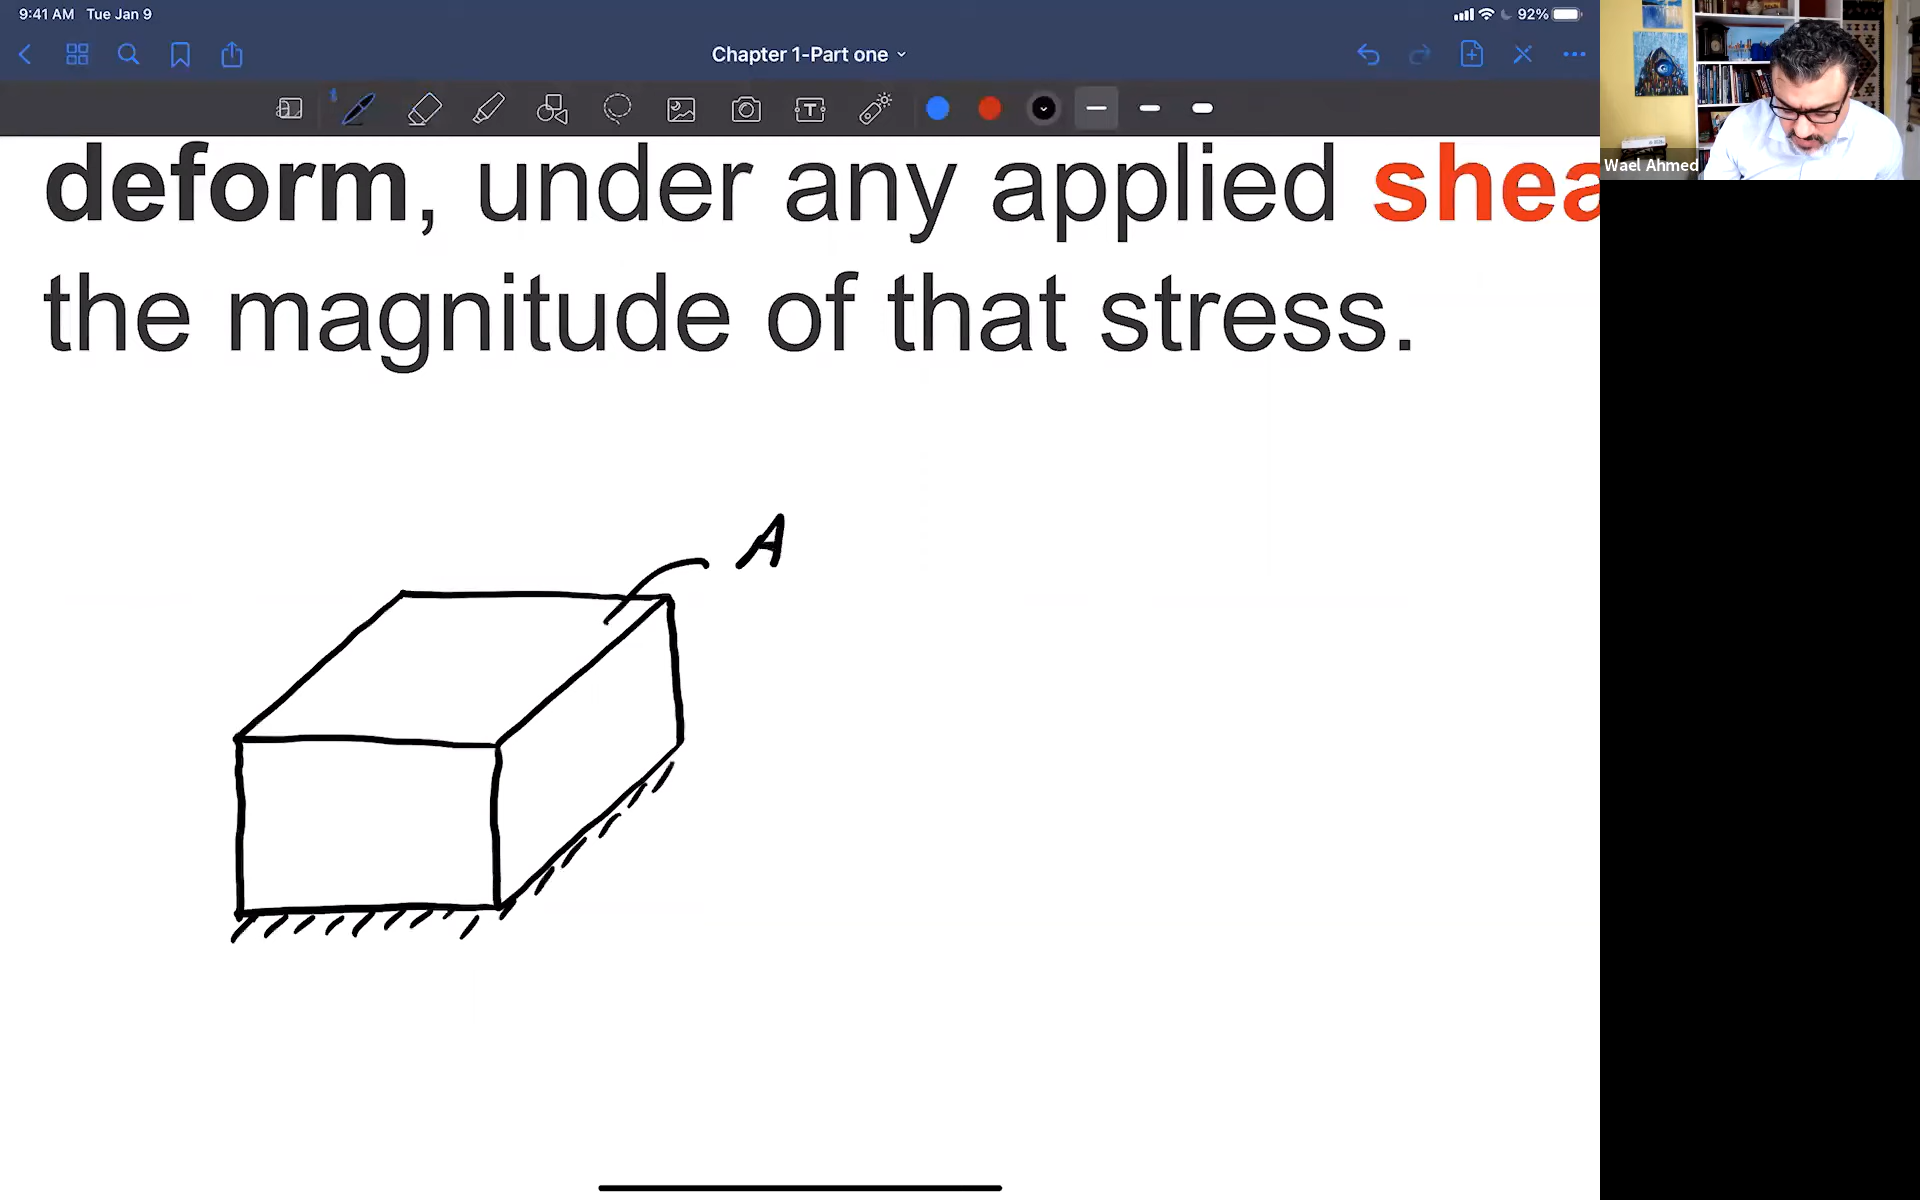 9:41 AM Tue Jan 9
92%
Chapter 1-Part one
T
Wael Ahmed
deform, under any applied shea
the magnitude of that stress.
A